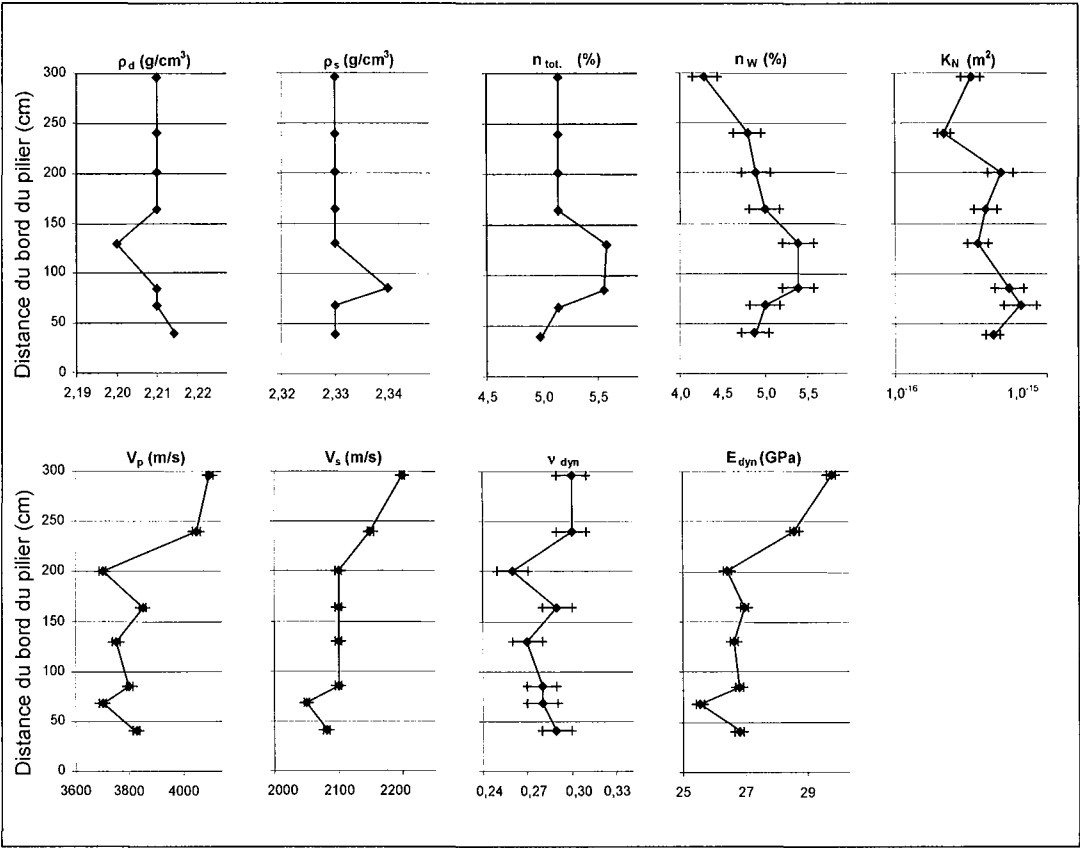 ρd (g/cm³) ρs (g/cm³) n tot. (%) nW (%) KN (m²)
Distance du bord du pilier (cm)
300
250
200
150
100
50
0
2,19 2,20 2,21 2,22
2,32 2,33 2,34
4,5 5,0 5,5
4,0 4,5 5,0 5,5
1,0⁻¹⁶ 1,0⁻¹⁵
Vp (m/s) Vs (m/s) ν dyn Edyn (GPa)
Distance du bord du pilier (cm)
300
250
200
150
100
50
0
3600 3800 4000
2000 2100 2200
0,24 0,27 0,30 0,33
25 27 29